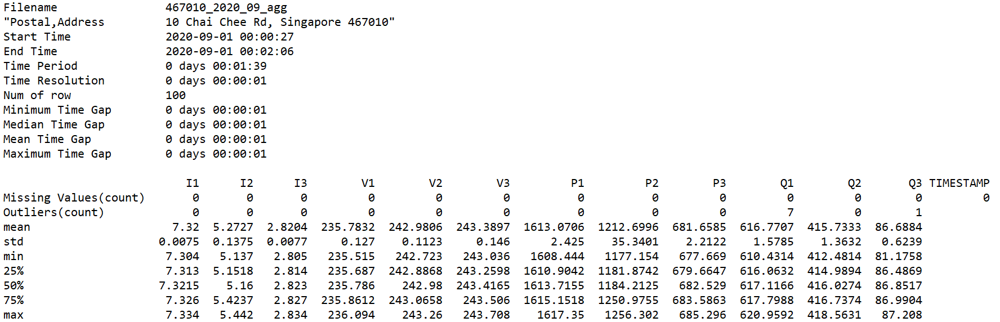 Filename 467010_2020_09_agg
"Postal,Address 10 Chai Chee Rd, Singapore 467010"
Start Time 2020-09-01 00:00:27
End Time 2020-09-01 00:02:06
Time Period 0 days 00:01:39
Time Resolution 0 days 00:00:01
Num of row 100
Minimum Time Gap 0 days 00:00:01
Median Time Gap 0 days 00:00:01
Mean Time Gap 0 days 00:00:01
Maximum Time Gap 0 days 00:00:01
I1 I2 I3 V1 V2 V3 P1 P2 P3 Q1 Q2 Q3 TIMESTAMP
Missing Values(count) 0 0 0 0 0 0 0 0 0 0 0 0 0
Outliers(count) 0 0 0 0 0 0 0 0 0 7 0 1
mean 7.32 5.2727 2.8204 235.7832 242.9806 243.3897 1613.0706 1212.6996 681.6585 616.7707 415.7333 86.6884
std 0.0075 0.1375 0.0077 0.127 0.1123 0.146 2.425 35.3401 2.2122 1.5785 1.3632 0.6239
min 7.304 5.137 2.805 235.515 242.723 243.036 1608.444 1177.154 677.669 610.4314 412.4814 81.1758
25% 7.313 5.1518 2.814 235.687 242.8868 243.2598 1610.9042 1181.8742 679.6647 616.0632 414.9894 86.4869
50% 7.3215 5.16 2.823 235.786 242.98 243.4165 1613.7155 1184.2125 682.529 617.1166 416.0274 86.8517
75% 7.326 5.4237 2.827 235.8612 243.0658 243.506 1615.1518 1250.9755 683.5863 617.7988 416.7374 86.9904
max 7.334 5.442 2.834 236.094 243.26 243.708 1617.35 1256.302 685.296 620.9592 418.5631 87.208